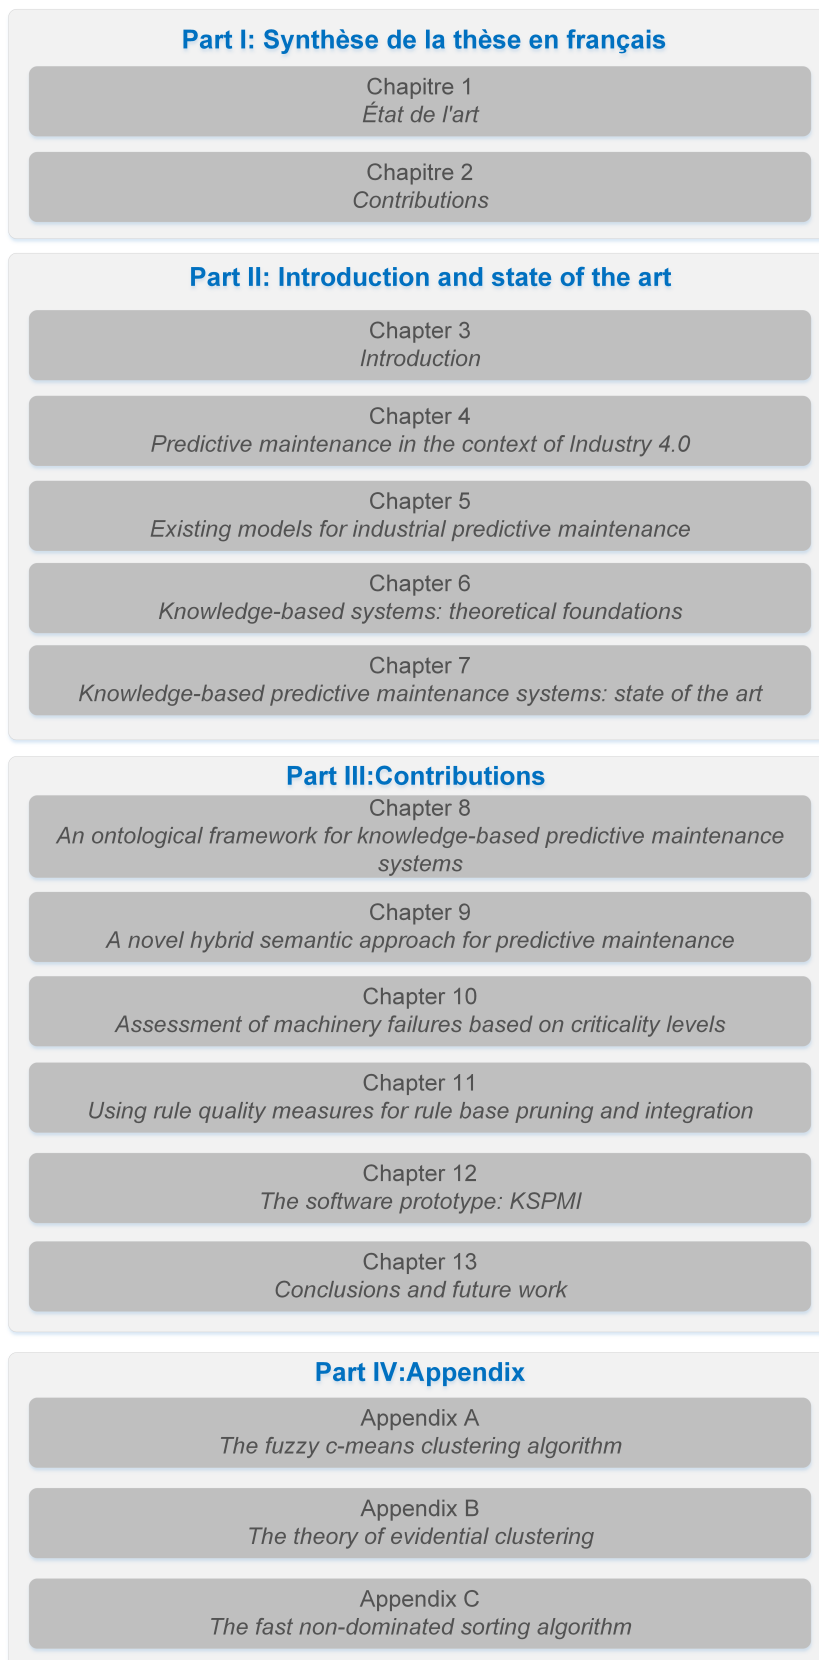 Part I: Synthèse de la thèse en français
Chapitre 1
État de l'art
Chapitre 2
Contributions
Part II: Introduction and state of the art
Chapter 3
Introduction
Chapter 4
Predictive maintenance in the context of Industry 4.0
Chapter 5
Existing models for industrial predictive maintenance
Chapter 6
Knowledge-based systems: theoretical foundations
Chapter 7
Knowledge-based predictive maintenance systems: state of the art
Part III:Contributions
Chapter 8
An ontological framework for knowledge-based predictive maintenance
systems
Chapter 9
A novel hybrid semantic approach for predictive maintenance
Chapter 10
Assessment of machinery failures based on criticality levels
Chapter 11
Using rule quality measures for rule base pruning and integration
Chapter 12
The software prototype: KSPMI
Chapter 13
Conclusions and future work
Part IV:Appendix
Appendix A
The fuzzy c-means clustering algorithm
Appendix B
The theory of evidential clustering
Appendix C
The fast non-dominated sorting algorithm